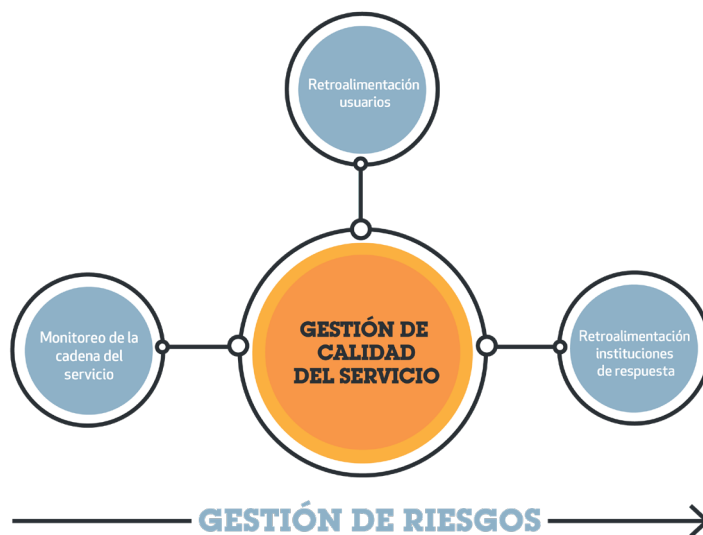 Retroalimentación
usuarios
Monitoreo de la
cadena del
servicio
GESTIÓN DE
CALIDAD
DEL SERVICIO
Retroalimentación
instituciones
de respuesta
GESTIÓN DE RIESGOS